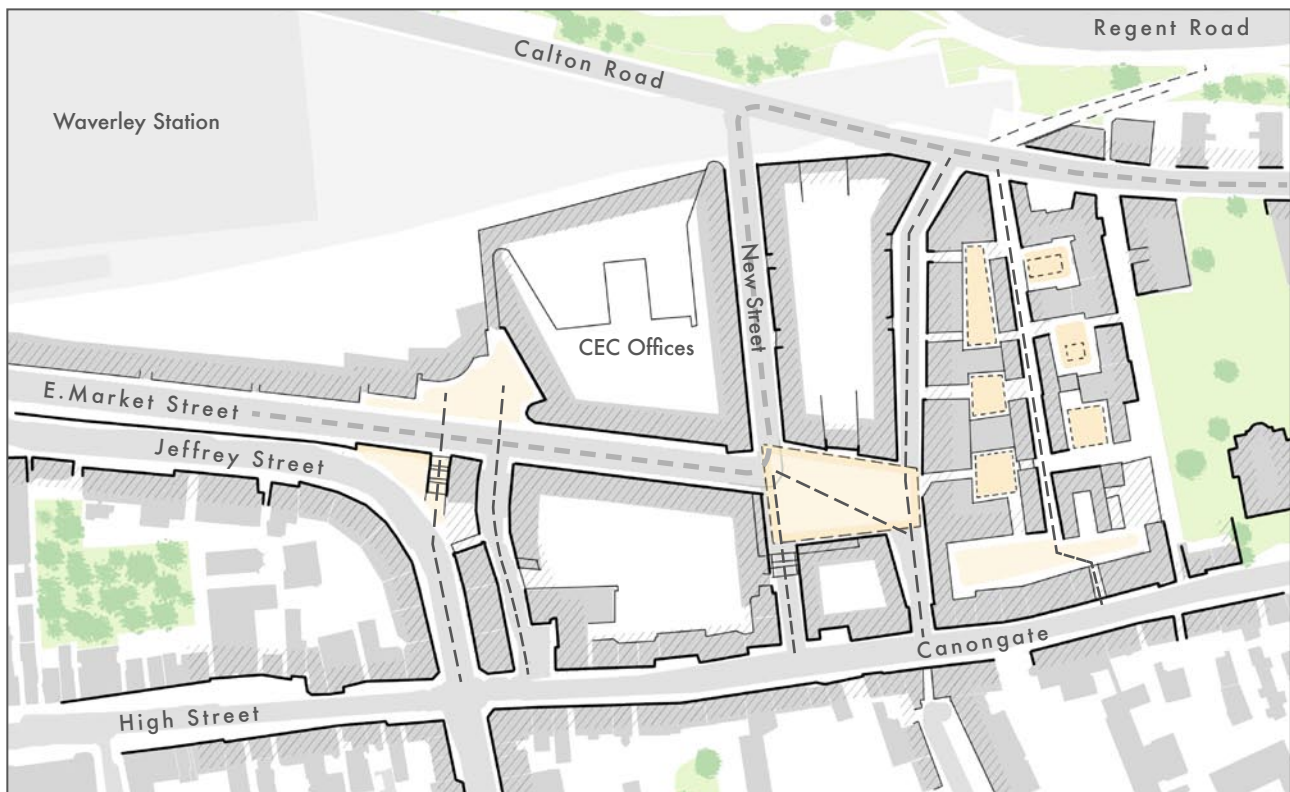 Regent Road
Calton Road
Waverley Station
New Street
CEC Offices
E.Market Street
Jeffrey Street
Canongate
High Street